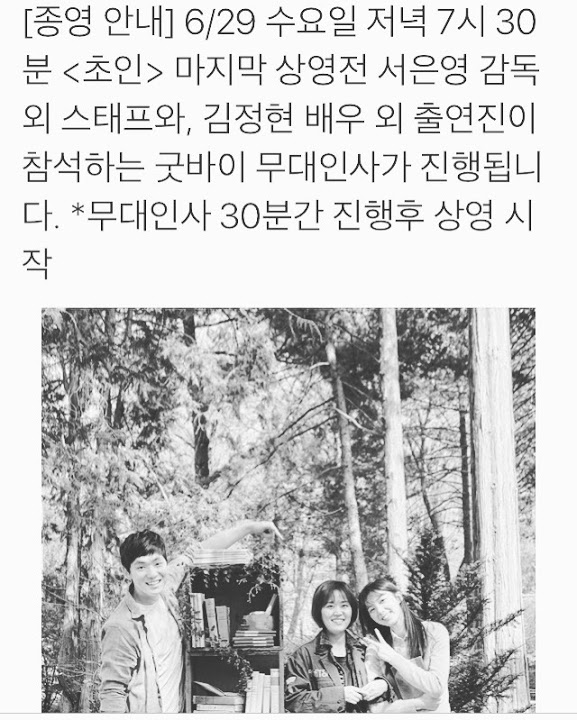 [종영 안내] 6/29 수요일 저녁 7시 30
분 <초인> 마지막 상영전 서은영 감독
외 스태프와, 김정현 배우 외 출연진이
참석하는 굿바이 무대인사가 진행됩니
다. *무대인사 30분간 진행후 상영 시
작